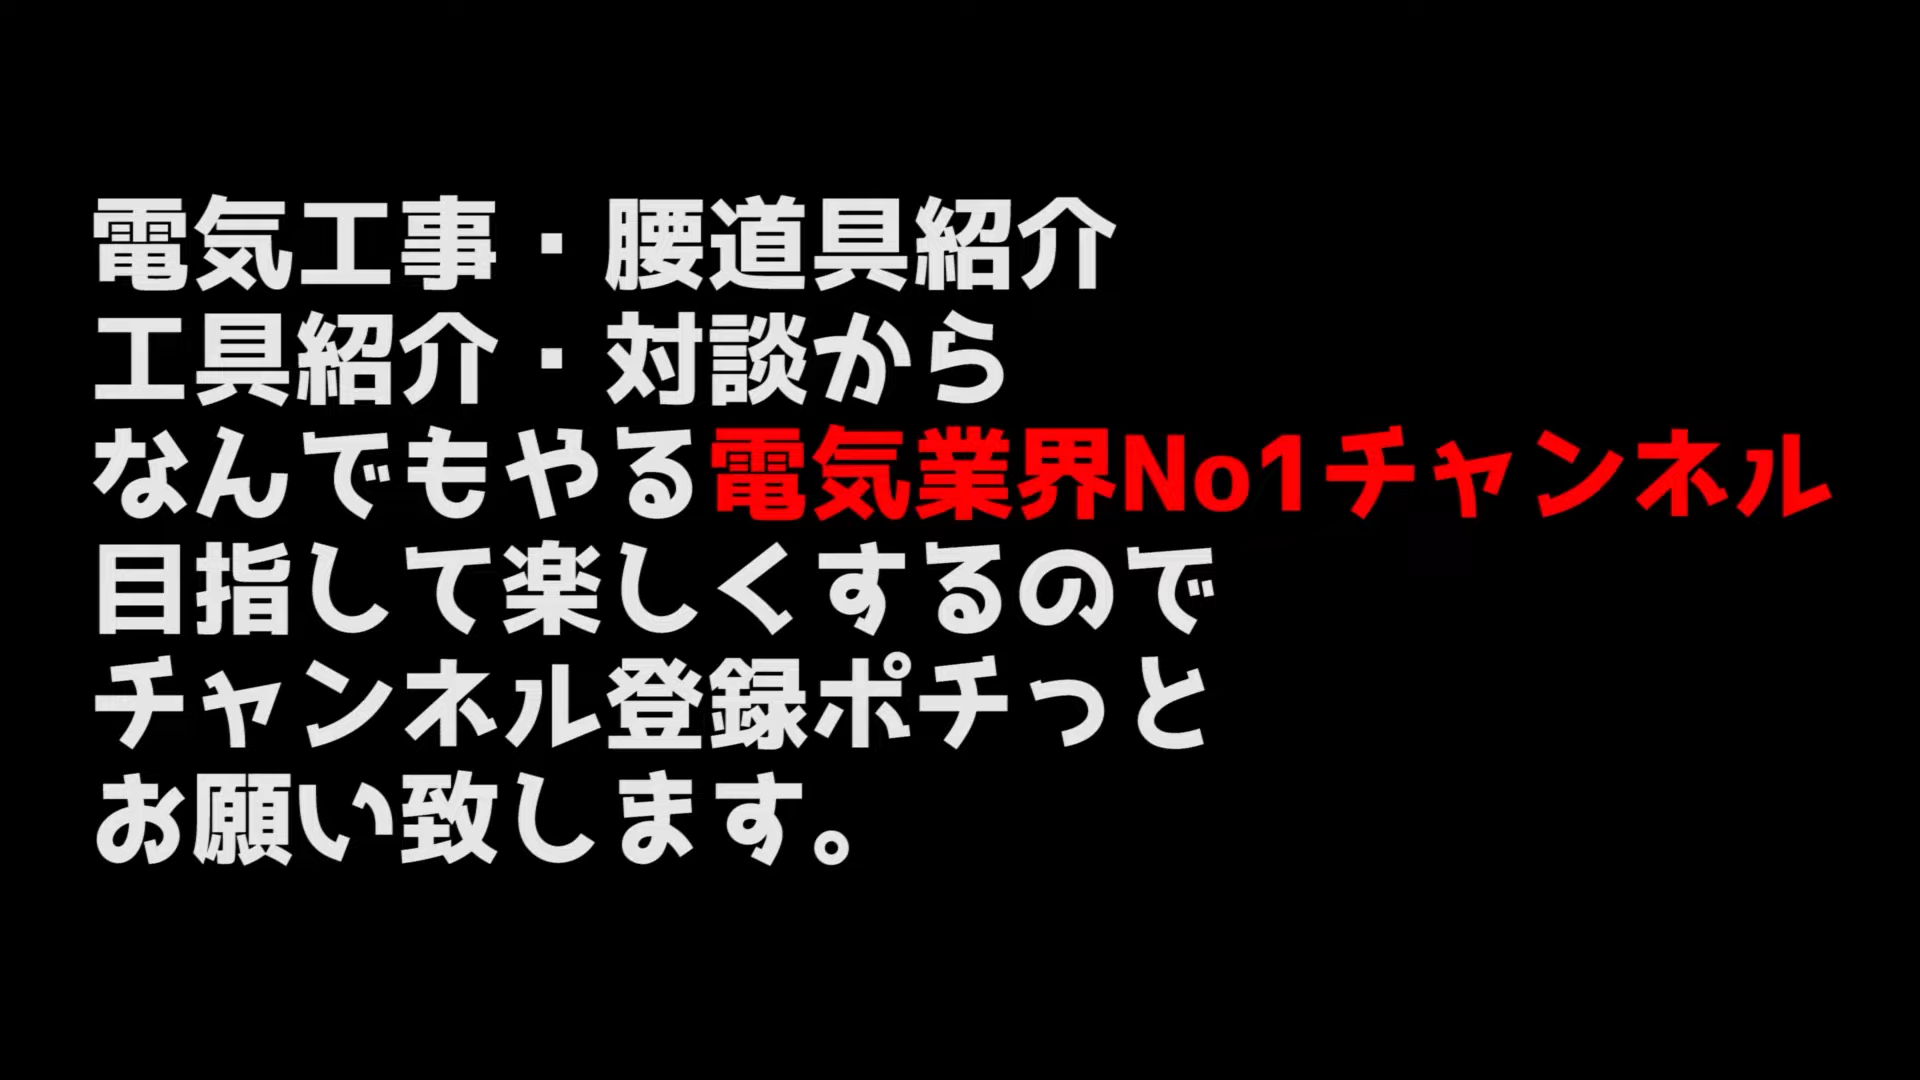 電気工事・腰道具紹介
工具紹介・対談から
なんでもやる電気業界No1チャンネル
目指して楽しくするので
チャンネル登録ポチっと
お願い致します。